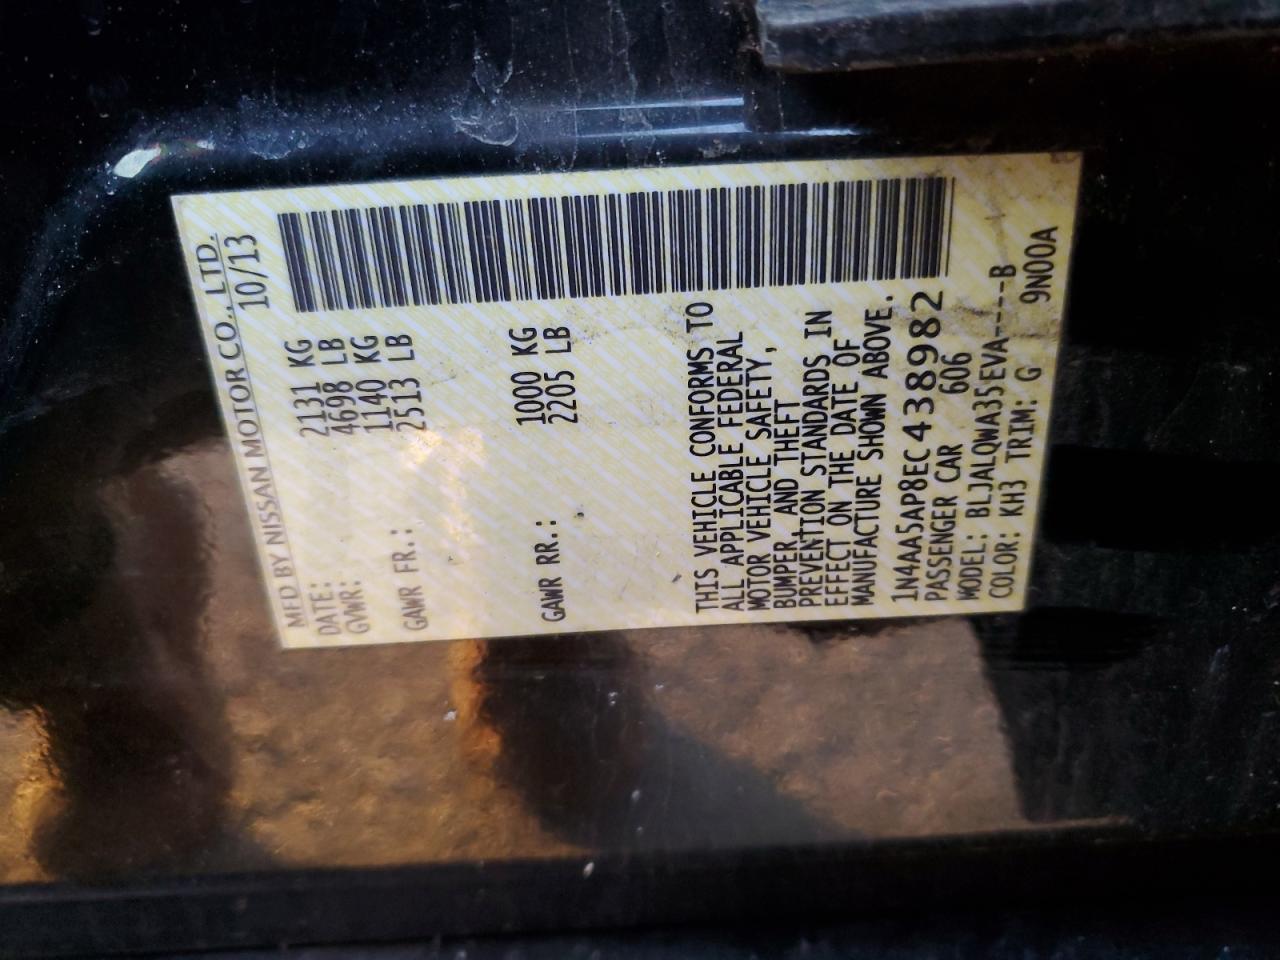 MFD BY NISSAN MOTOR CO., LTD.
DATE: 10/13
GVWR: 2131 KG
4698 LB
GAWR FR.: 1140 KG
2513 LB
GAWR RR.: 1000 KG
2205 LB
THIS VEHICLE CONFORMS TO
ALL APPLICABLE FEDERAL
MOTOR VEHICLE SAFETY,
BUMPER, AND THEFT
PREVENTION STANDARDS IN
EFFECT ON THE DATE OF
MANUFACTURE SHOWN ABOVE.
1N4AA5AP8EC438982
PASSENGER CAR 606
MODEL: BLJALQWA35EVA-----B
COLOR: KH3 TRIM: G 9N00A